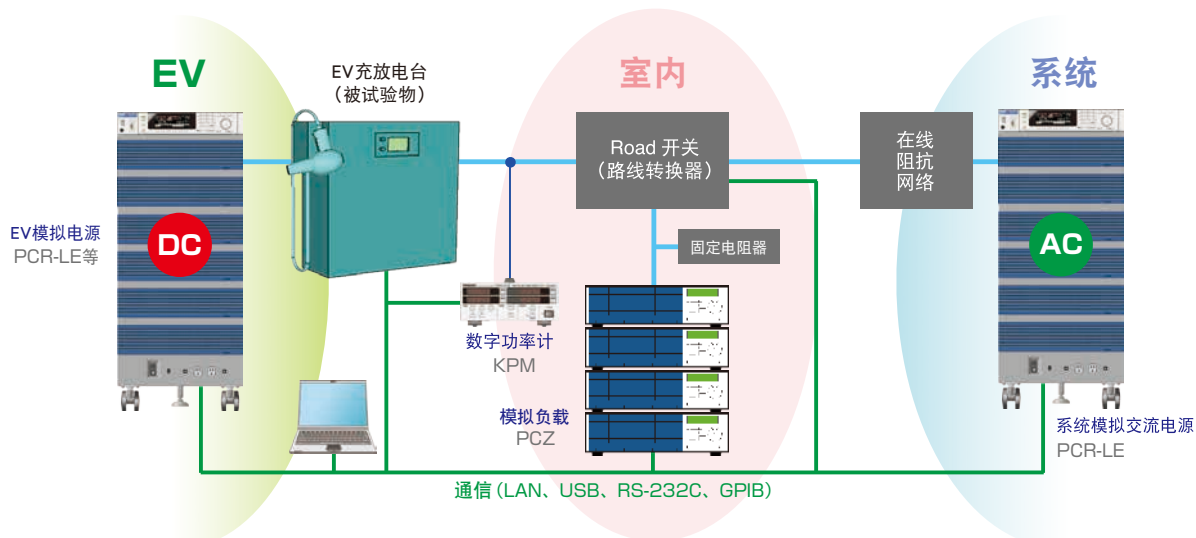 EV
EV充放电台
（被试验物）
室内
系统
Road 开关
（路线转换器）
在线
阻抗
网络
EV模拟电源
PCR-LE等
DC
固定电阻器
AC
数字功率计
KPM
模拟负载
PCZ
系统模拟交流电源
PCR-LE
通信（LAN、USB、RS-232C、GPIB）